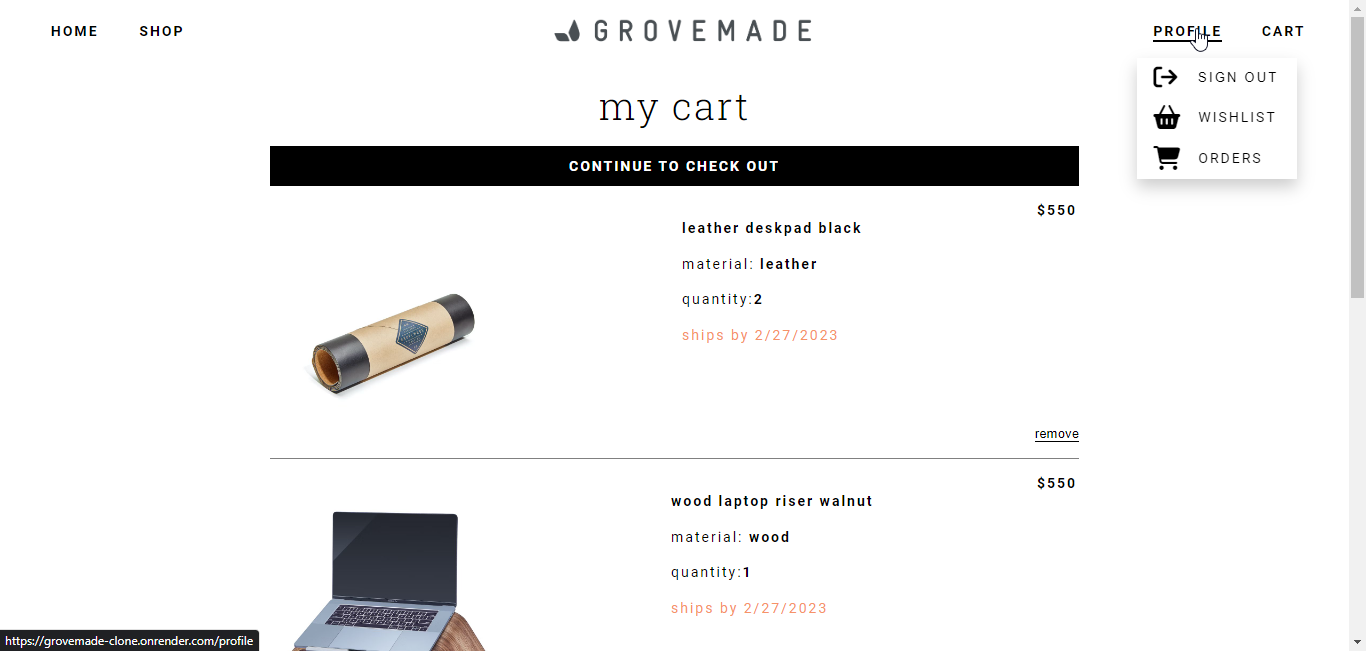 HOME SHOP GROVEMADE PROFILE CART
SIGN OUT
WISHLIST
ORDERS
my cart
CONTINUE TO CHECK OUT
$550
leather deskpad black
material: leather
quantity:2
ships by 2/27/2023
remove
$550
wood laptop riser walnut
material: wood
quantity:1
ships by 2/27/2023
https://grovemade-clone.onrender.com/profile